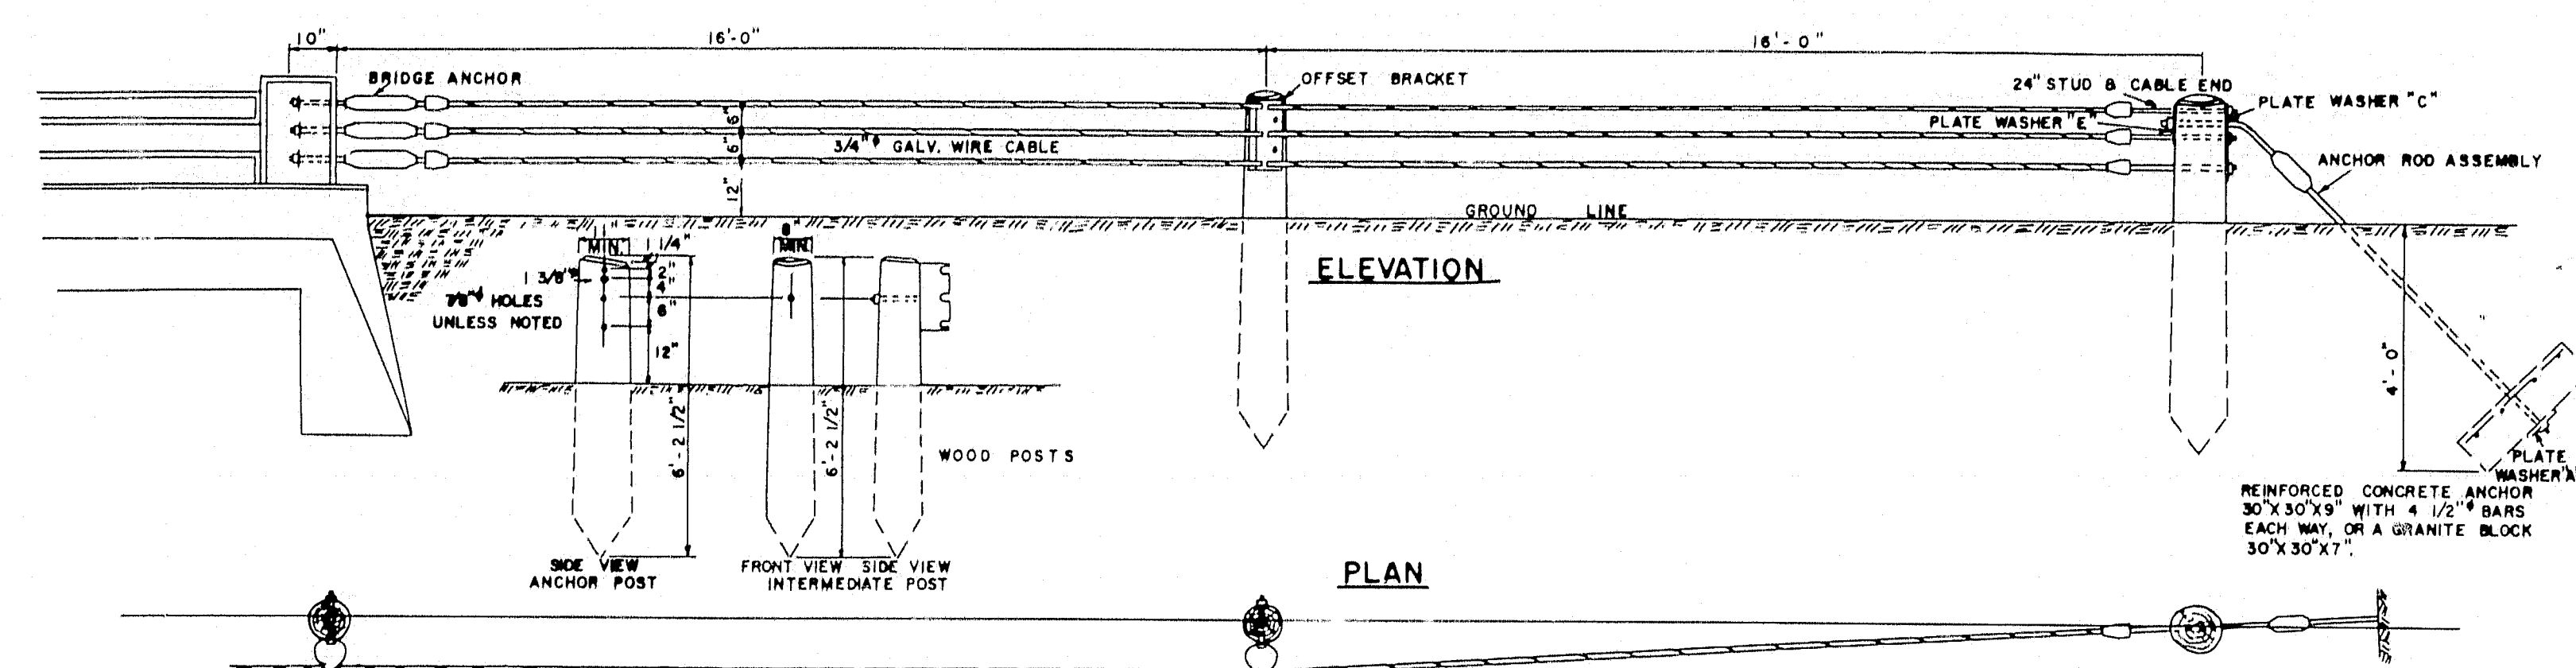 10" 16'-0" 16'-0"
BRIDGE ANCHOR
OFFSET BRACKET
24" STUD & CABLE END
PLATE WASHER "C"
PLATE WASHER "E"
6"
6"
3/4"ϕ GALV. WIRE CABLE
12"
ANCHOR ROD ASSEMBLY
GROUND LINE
MIN.
1/4"
8"
MIN.
1 3/8"ϕ
2"
4"
6"
7/8"ϕ HOLES
UNLESS NOTED
12"
ELEVATION
4'-0"
6'-2 1/2"
6'-2 1/2"
WOOD POSTS
PLATE
WASHER "A"
REINFORCED CONCRETE ANCHOR
30"X30"X9" WITH 4 1/2"ϕ BARS
EACH WAY, OR A GRANITE BLOCK
30"X30"X7".
SIDE VIEW
ANCHOR POST
FRONT VIEW SIDE VIEW
INTERMEDIATE POST
PLAN